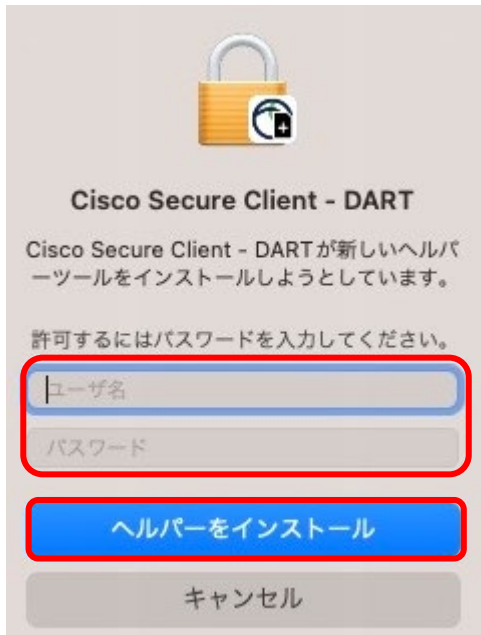 Cisco Secure Client - DART
Cisco Secure Client - DARTが新しいヘルパ
ーツールをインストールしようとしています。
許可するにはパスワードを入力してください。
ユーザ名
パスワード
ヘルパーをインストール
キャンセル